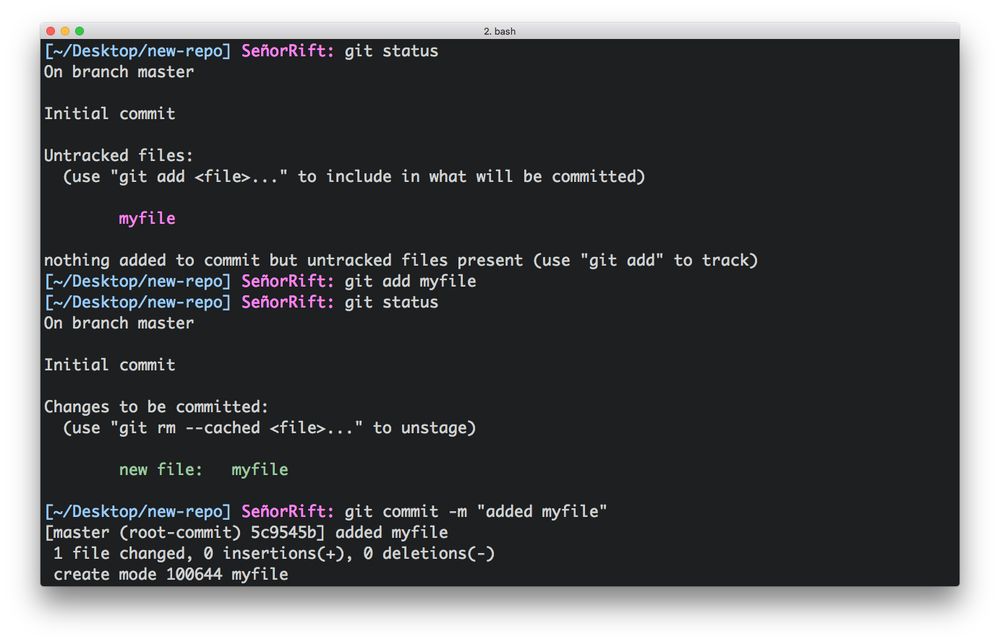 2. bash
[~/Desktop/new-repo] SeñorRift: git status
On branch master
Initial commit
Untracked files:
  (use "git add <file>..." to include in what will be committed)
        myfile
nothing added to commit but untracked files present (use "git add" to track)
[~/Desktop/new-repo] SeñorRift: git add myfile
[~/Desktop/new-repo] SeñorRift: git status
On branch master
Initial commit
Changes to be committed:
  (use "git rm --cached <file>..." to unstage)
        new file:   myfile
[~/Desktop/new-repo] SeñorRift: git commit -m "added myfile"
[master (root-commit) 5c9545b] added myfile
 1 file changed, 0 insertions(+), 0 deletions(-)
 create mode 100644 myfile